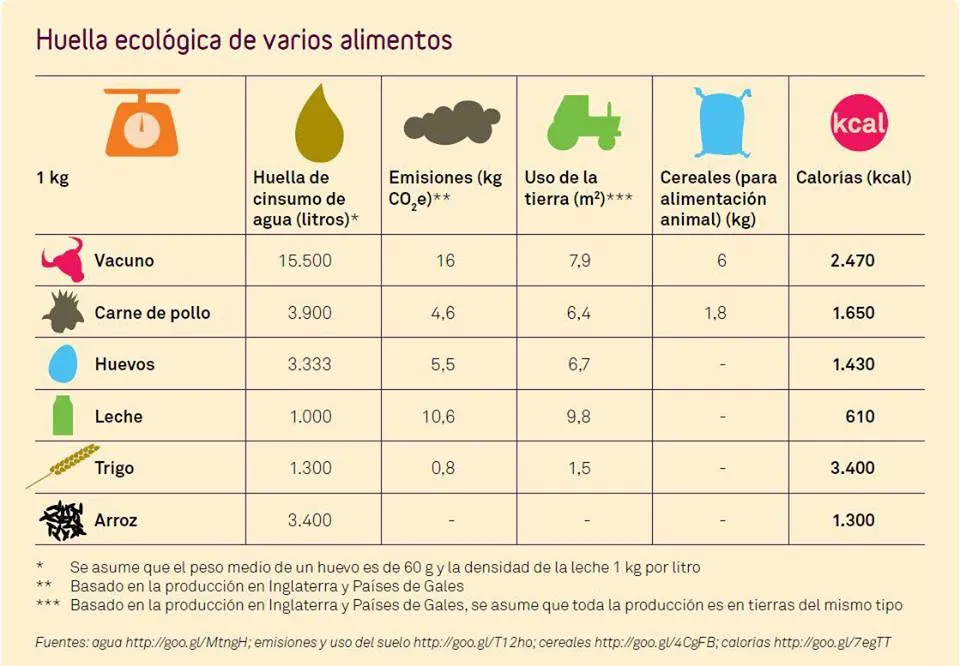 Huella ecológica de varios alimentos
kcal
1 kg
Huella de
cinsumo de
agua (litros)*
Emisiones (kg
CO₂e)**
Uso de la
tierra (m²)***
Cereales (para
alimentación
animal) (kg)
Calorías (kcal)
Vacuno 15.500 16 7,9 6 2.470
Carne de pollo 3.900 4,6 6,4 1,8 1.650
Huevos 3.333 5,5 6,7 - 1.430
Leche 1.000 10,6 9,8 - 610
Trigo 1.300 0,8 1,5 - 3.400
Arroz 3.400 - - - 1.300
* Se asume que el peso medio de un huevo es de 60 g y la densidad de la leche 1 kg por litro
** Basado en la producción en Inglaterra y Países de Gales
*** Basado en la producción en Inglaterra y Países de Gales, se asume que toda la producción es en tierras del mismo tipo
Fuentes: agua http://goo.gl/MtngH; emisiones y uso del suelo http://goo.gl/T12ho; cereales http://goo.gl/4CgFB; calorías http://goo.gl/7egTT